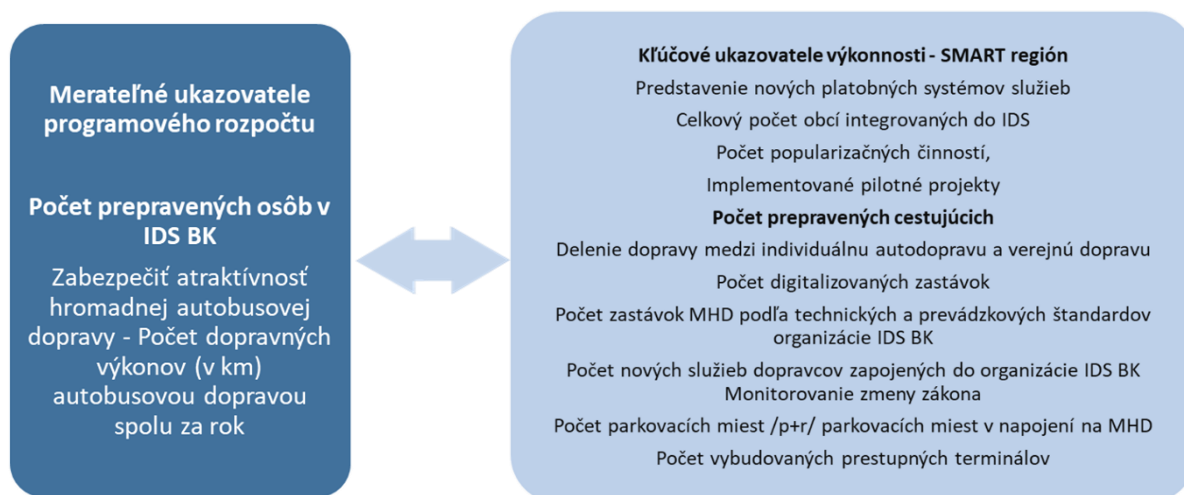 Merateľné ukazovatele
programového rozpočtu
Počet prepravených osôb v
IDS BK
Zabezpečiť atraktívnosť
hromadnej autobusovej
dopravy - Počet dopravných
výkonov (v km)
autobusovou dopravou
spolu za rok
Kľúčové ukazovatele výkonnosti - SMART región
Predstavenie nových platobných systémov služieb
Celkový počet obcí integrovaných do IDS
Počet popularizačných činností,
Implementované pilotné projekty
Počet prepravených cestujúcich
Delenie dopravy medzi individuálnu autodopravu a verejnú dopravu
Počet digitalizovaných zastávok
Počet zastávok MHD podľa technických a prevádzkových štandardov
organizácie IDS BK
Počet nových služieb dopravcov zapojených do organizácie IDS BK
Monitorovanie zmeny zákona
Počet parkovacích miest /p+r/ parkovacích miest v napojení na MHD
Počet vybudovaných prestupných terminálov